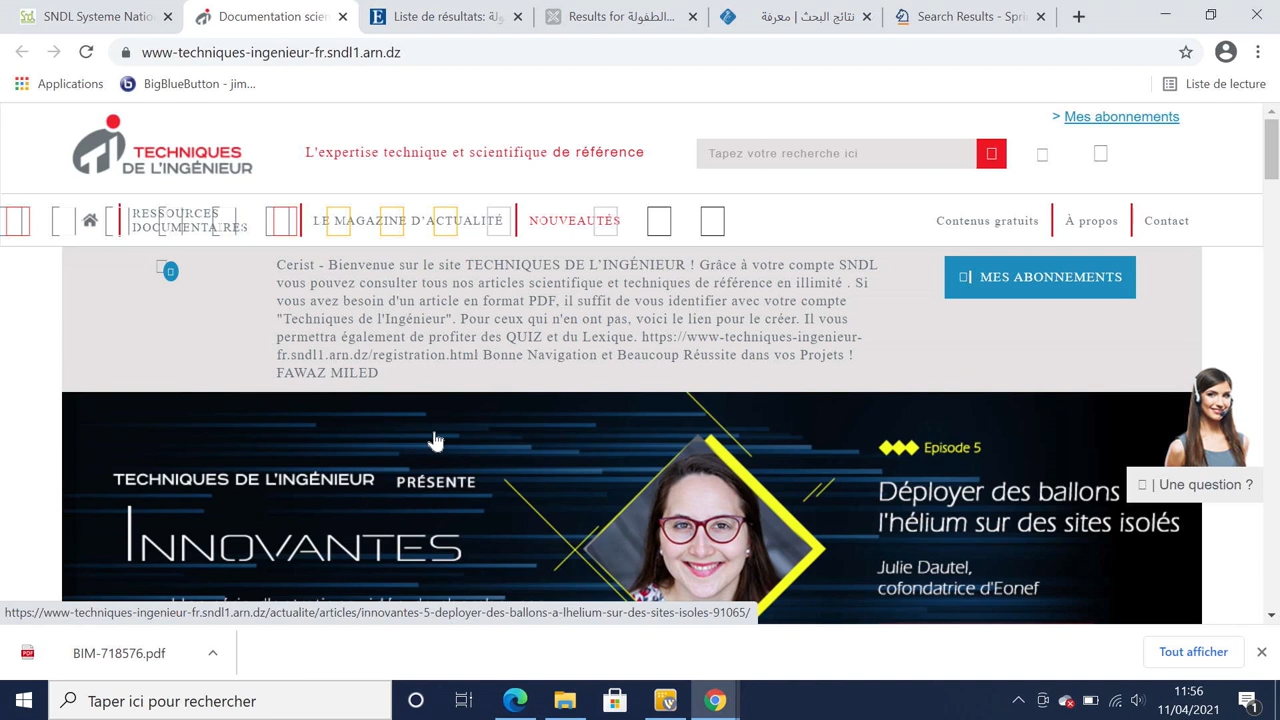 SNDL Systeme Natio
Documentation scien
Liste de résultats: الطفولة
Results for الطفولة...
نتائج البحث | معرفة
Search Results - Spri
www-techniques-ingenieur-fr.sndl1.arn.dz
Applications
BigBlueButton - jim...
Liste de lecture
> Mes abonnements
TECHNIQUES
DE L'INGÉNIEUR
L'expertise technique et scientifique de référence
Tapez votre recherche ici
RESSOURCES
DOCUMENTAIRES
LE MAGAZINE D'ACTUALITÉ
NOUVEAUTÉS
Contenus gratuits
À propos
Contact
Cerist - Bienvenue sur le site TECHNIQUES DE L'INGÉNIEUR ! Grâce à votre compte SNDL
vous pouvez consulter tous nos articles scientifique et techniques de référence en illimité . Si
vous avez besoin d'un article en format PDF, il suffit de vous identifier avec votre compte
"Techniques de l'Ingénieur". Pour ceux qui n'en ont pas, voici le lien pour le créer. Il vous
permettra également de profiter des QUIZ et du Lexique. https://www-techniques-ingenieur-
fr.sndl1.arn.dz/registration.html Bonne Navigation et Beaucoup Réussite dans vos Projets !
FAWAZ MILED
MES ABONNEMENTS
TECHNIQUES DE L'INGÉNIEUR PRÉSENTE
INNOVANTES
Episode 5
Déployer des ballons
l'hélium sur des sites isolés
Julie Dautel,
cofondatrice d'Eonef
| Une question ?
https://www-techniques-ingenieur-fr.sndl1.arn.dz/actualite/articles/innovantes-5-deployer-des-ballons-a-lhelium-sur-des-sites-isoles-91065/
BIM-718576.pdf
Tout afficher
Taper ici pour rechercher
11:56
11/04/2021
1